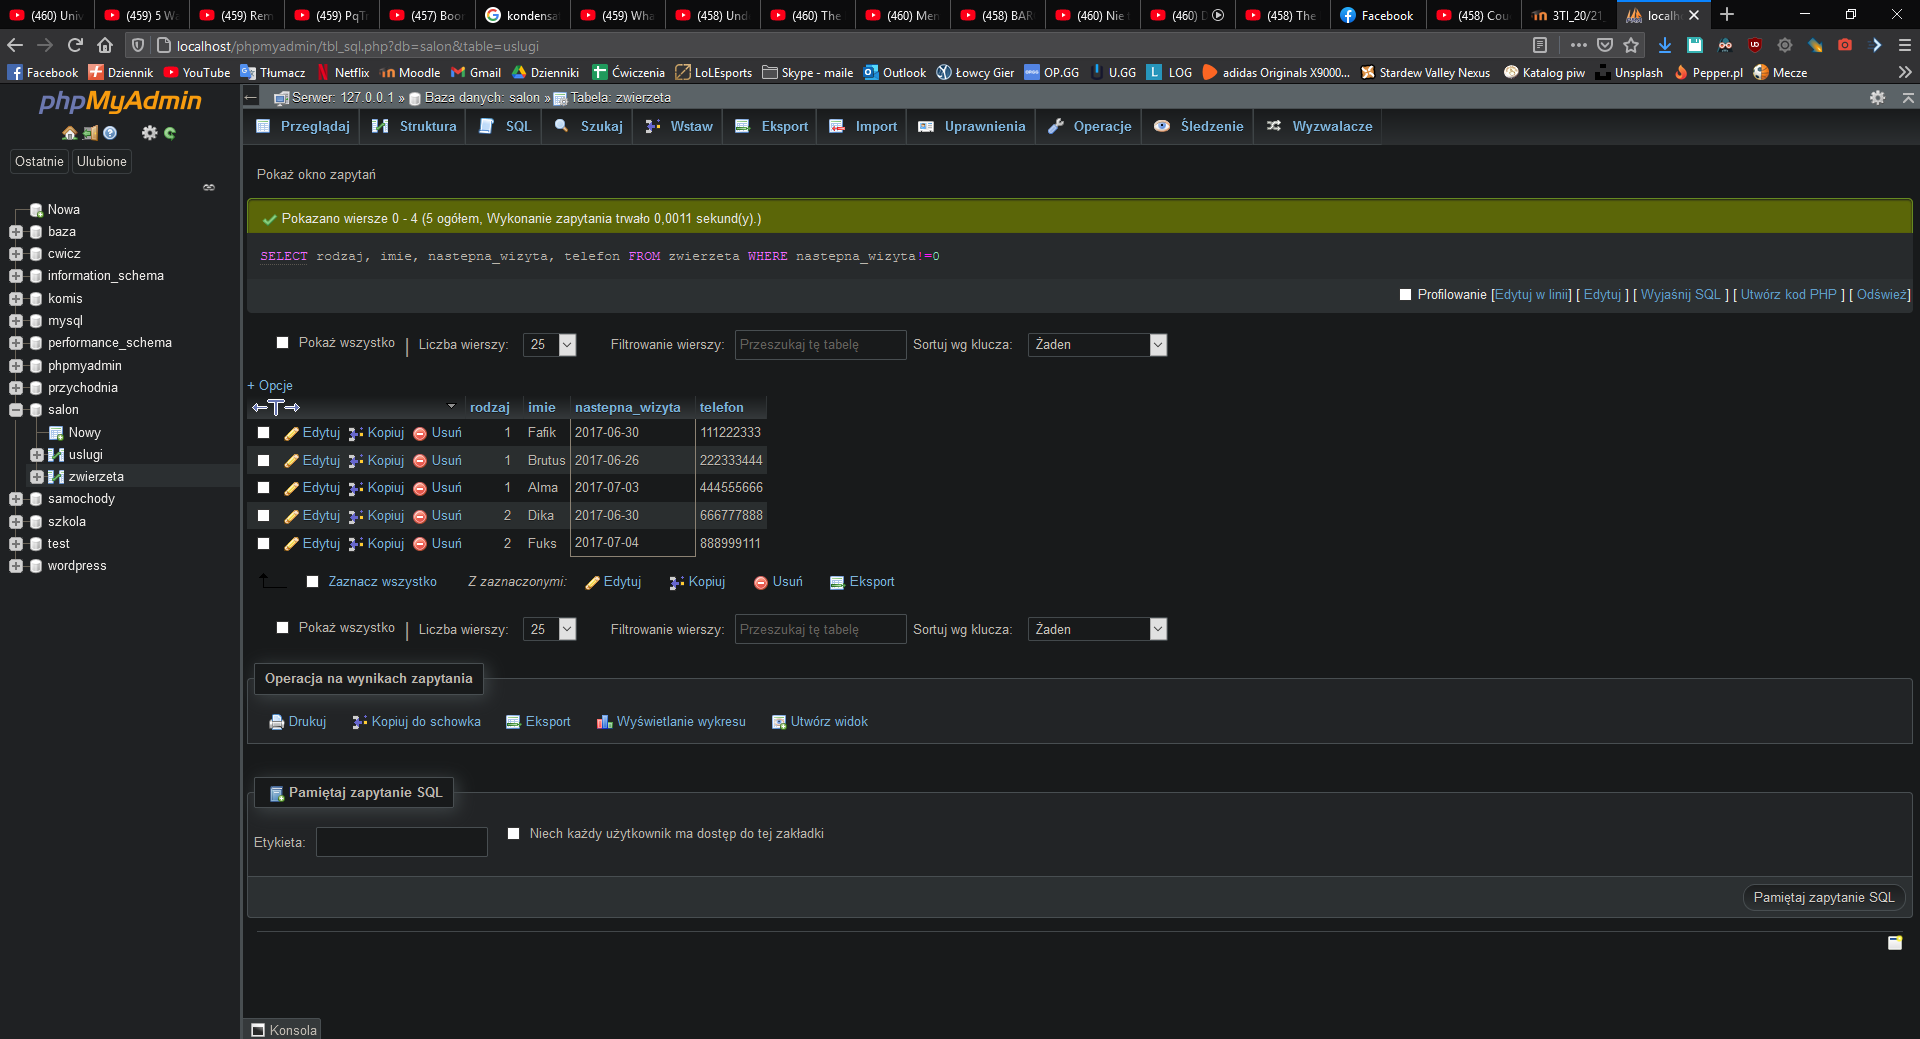 (460) Univ
(459) 5 Wa
(459) Rem
(459) PqTr
(457) Boor
kondensa
(459) Wha
(458) Und
(460) The
(460) Men
(458) BAR
(460) Nie
(460) D
(458) The
Facebook
(458) Cou
3TI_20/21_
localh
localhost/phpmyadmin/tbl_sql.php?db=salon&table=uslugi
Facebook Dziennik YouTube Tłumacz Netflix Moodle Gmail Dzienniki Ćwiczenia LoLEsports Skype - maile Outlook Łowcy Gier OP.GG U.GG LOG adidas Originals X9000... Stardew Valley Nexus Katalog piw Unsplash Pepper.pl Mecze
phpMyAdmin
Ostatnie Ulubione
Nowa
baza
cwicz
information_schema
komis
mysql
performance_schema
phpmyadmin
przychodnia
salon
Nowy
uslugi
zwierzeta
samochody
szkola
test
wordpress
Serwer: 127.0.0.1 » Baza danych: salon » Tabela: zwierzeta
Przeglądaj Struktura SQL Szukaj Wstaw Eksport Import Uprawnienia Operacje Śledzenie Wyzwalacze
Pokaż okno zapytań
Pokazano wiersze 0 - 4 (5 ogółem, Wykonanie zapytania trwało 0,0011 sekund(y).)
SELECT rodzaj, imie, nastepna_wizyta, telefon FROM zwierzeta WHERE nastepna_wizyta!=0
Profilowanie [Edytuj w linii] [ Edytuj ] [ Wyjaśnij SQL ] [ Utwórz kod PHP ] [ Odśwież]
Pokaż wszystko | Liczba wierszy: 25 Filtrowanie wierszy: Przeszukaj tę tabelę Sortuj wg klucza: Żaden
+ Opcje
←T→ rodzaj imie nastepna_wizyta telefon
Edytuj Kopiuj Usuń 1 Fafik 2017-06-30 111222333
Edytuj Kopiuj Usuń 1 Brutus 2017-06-26 222333444
Edytuj Kopiuj Usuń 1 Alma 2017-07-03 444555666
Edytuj Kopiuj Usuń 2 Dika 2017-06-30 666777888
Edytuj Kopiuj Usuń 2 Fuks 2017-07-04 888999111
Zaznacz wszystko Z zaznaczonymi: Edytuj Kopiuj Usuń Eksport
Pokaż wszystko | Liczba wierszy: 25 Filtrowanie wierszy: Przeszukaj tę tabelę Sortuj wg klucza: Żaden
Operacja na wynikach zapytania
Drukuj Kopiuj do schowka Eksport Wyświetlanie wykresu Utwórz widok
Pamiętaj zapytanie SQL
Etykieta: Niech każdy użytkownik ma dostęp do tej zakładki
Pamiętaj zapytanie SQL
Konsola